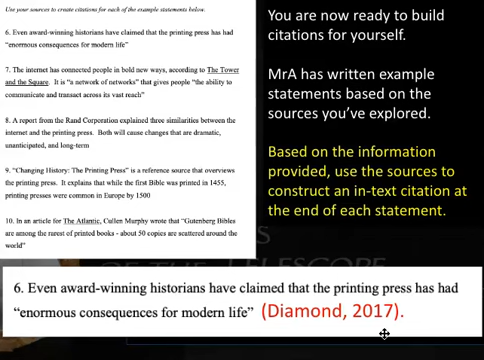 Use your sources to create citations for each of the example statements below.
6. Even award-winning historians have claimed that the printing press has had
“enormous consequences for modern life”
7. The internet has connected people in bold new ways, according to The Tower
and the Square. It is “a network of networks” that gives people “the ability to
communicate and transact across its vast reach”
8. A report from the Rand Corporation explained three similarities between the
internet and the printing press. Both will cause changes that are dramatic,
unanticipated, and long-term
9. “Changing History: The Printing Press” is a reference source that overviews
the printing press. It explains that while the first Bible was printed in 1455,
printing presses were common in Europe by 1500
10. In an article for The Atlantic, Cullen Murphy wrote that “Gutenberg Bibles
are among the rarest of printed books - about 50 copies are scattered around the
world”
You are now ready to build
citations for yourself.
MrA has written example
statements based on the
sources you’ve explored.
Based on the information
provided, use the sources to
construct an in-text citation at
the end of each statement.
OF THE TELESCOPE
6. Even award-winning historians have claimed that the printing press has had
“enormous consequences for modern life” (Diamond, 2017).